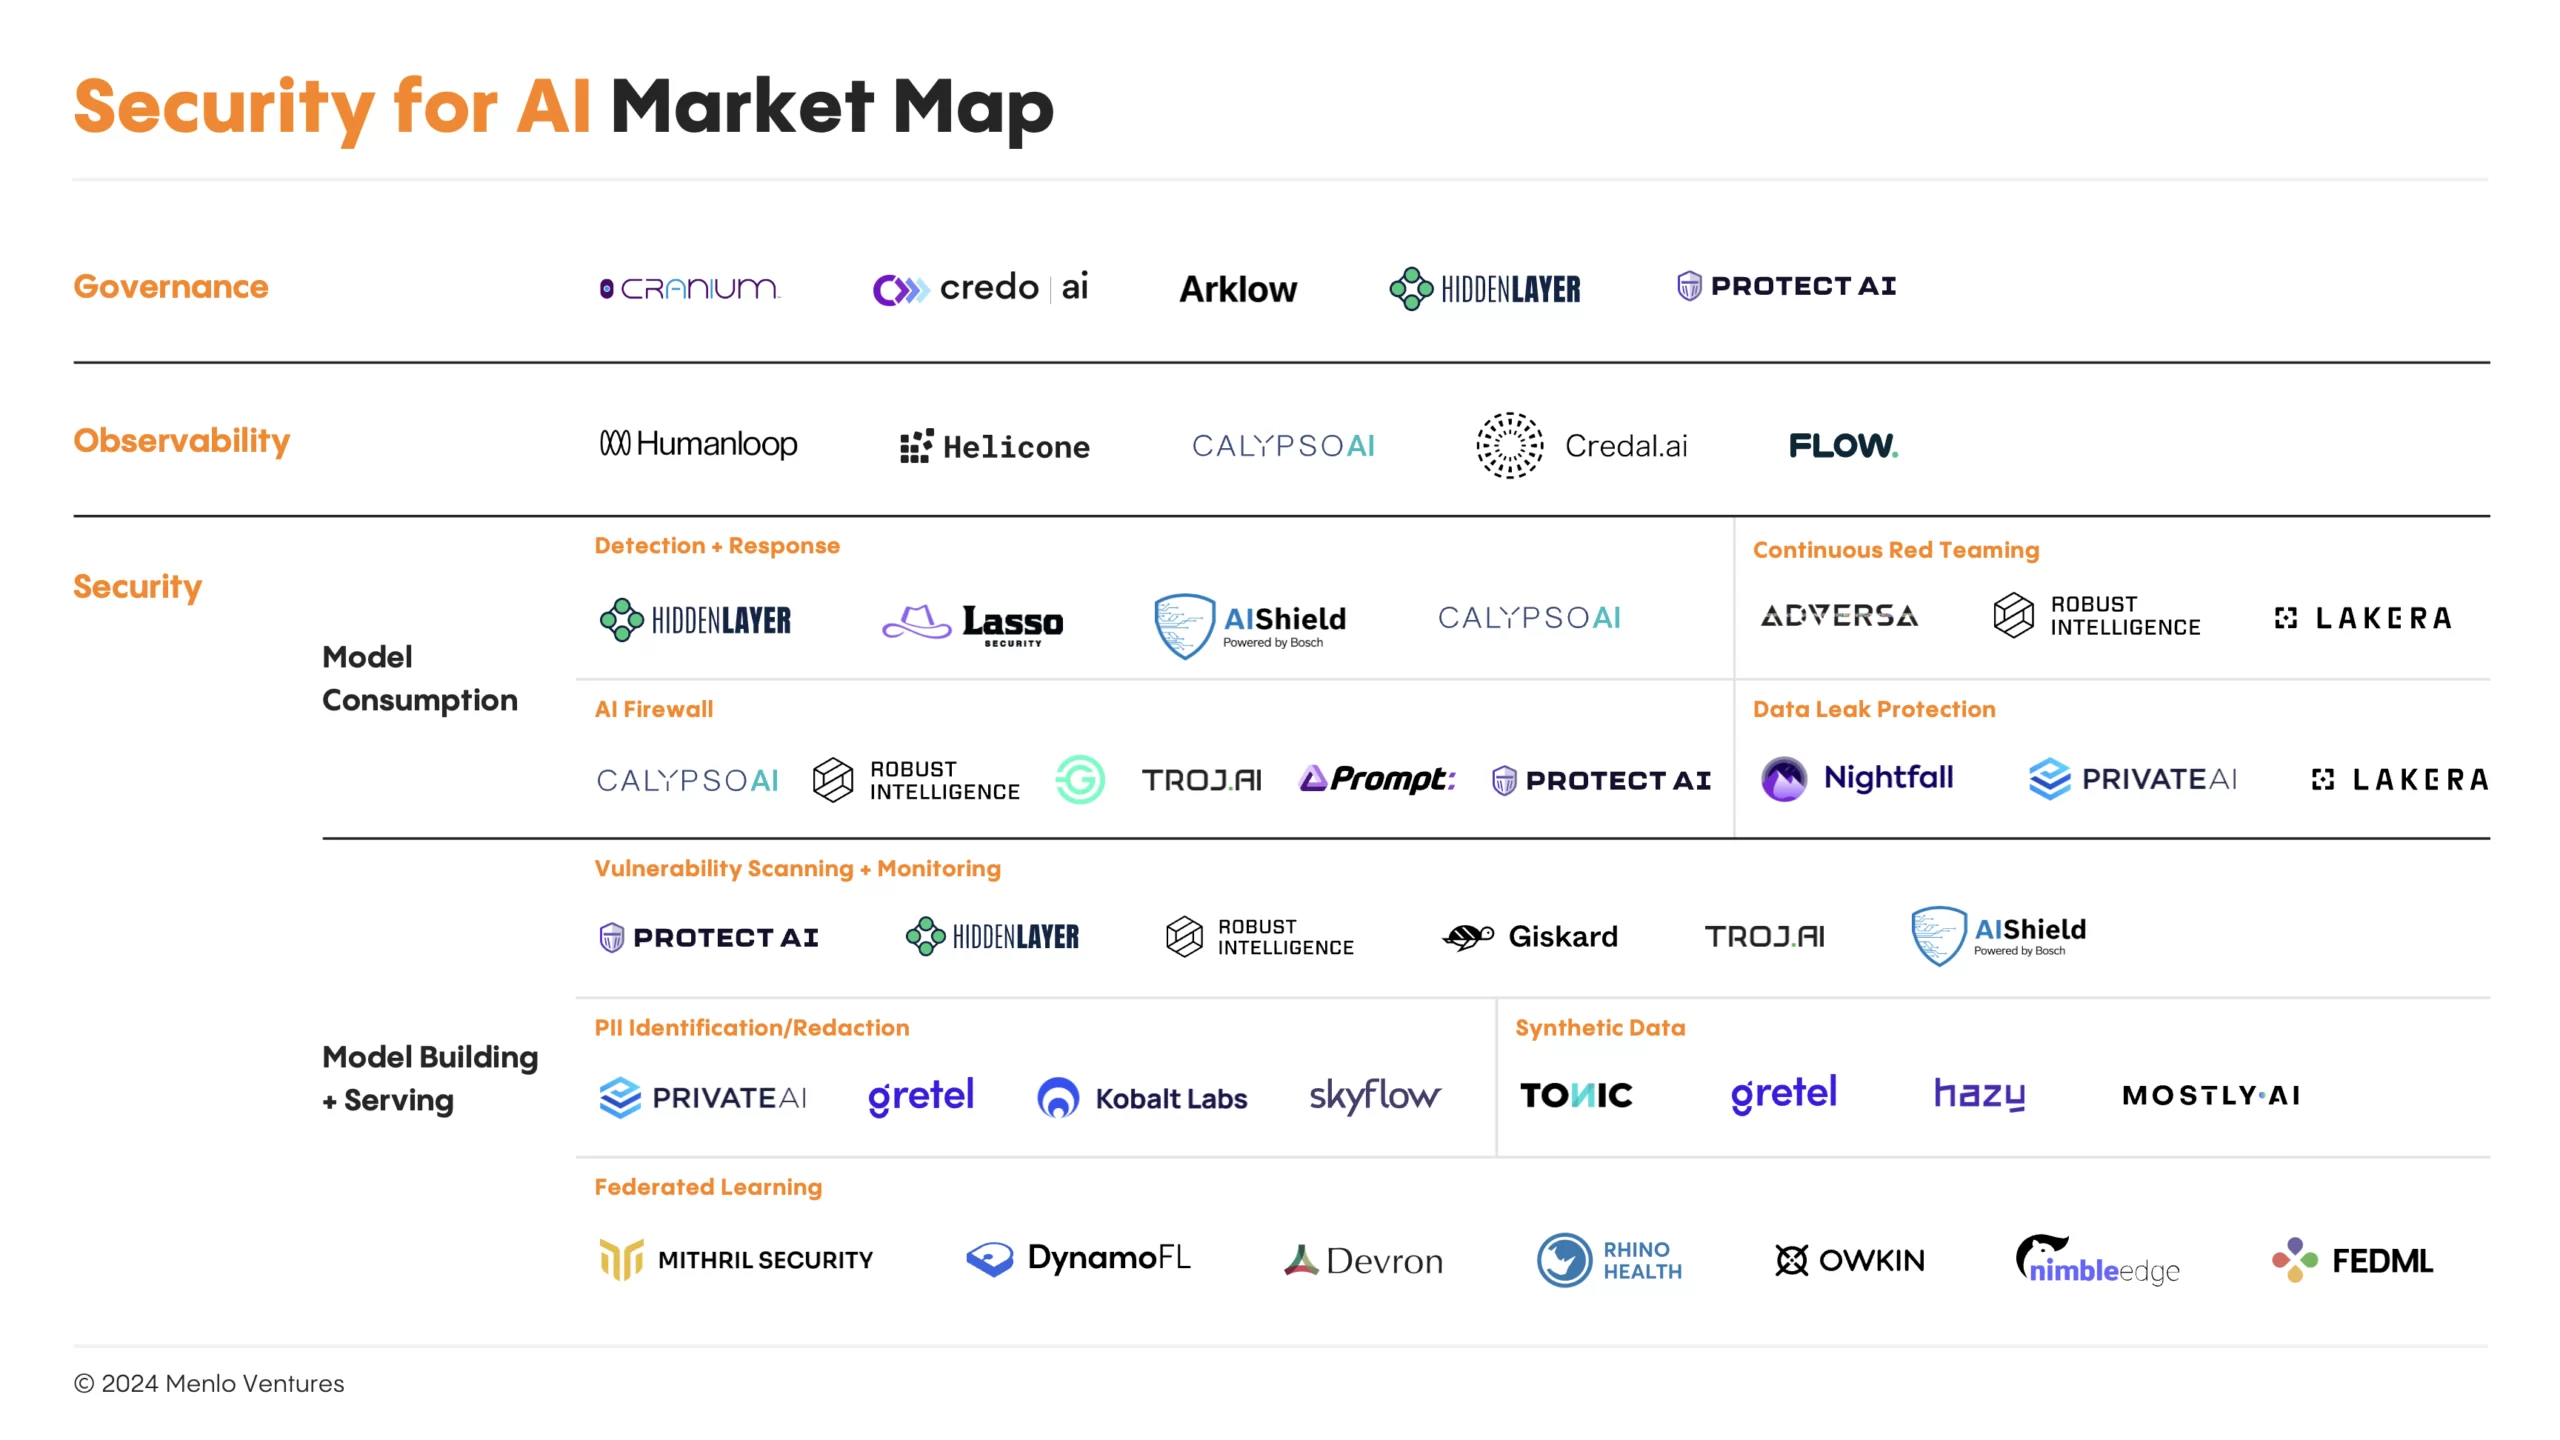 Security for AI Market Map
Governance
CRANIUM
credo ai
Arklow
HIDDENLAYER
PROTECT AI
Observability
Humanloop
Helicone
CALYPSOAI
Credal.ai
FLOW.
Security
Model
Consumption
Detection + Response
HIDDENLAYER
Lasso
SECURITY
AIShield
Powered by Bosch
CALYPSOAI
Continuous Red Teaming
ADVERSA
ROBUST
INTELLIGENCE
LAKERA
AI Firewall
CALYPSOAI
ROBUST
INTELLIGENCE
G
TROJ.AI
Prompt:
PROTECT AI
Data Leak Protection
Nightfall
PRIVATEAI
LAKERA
Model Building
+ Serving
Vulnerability Scanning + Monitoring
PROTECT AI
HIDDENLAYER
ROBUST
INTELLIGENCE
Giskard
TROJ.AI
AIShield
Powered by Bosch
PII Identification/Redaction
PRIVATEAI
gretel
Kobalt Labs
skyflow
Synthetic Data
TONIC
gretel
hazy
MOSTLY•AI
Federated Learning
MITHRIL SECURITY
DynamoFL
Devron
RHINO
HEALTH
OWKIN
nimbleedge
FEDML
© 2024 Menlo Ventures